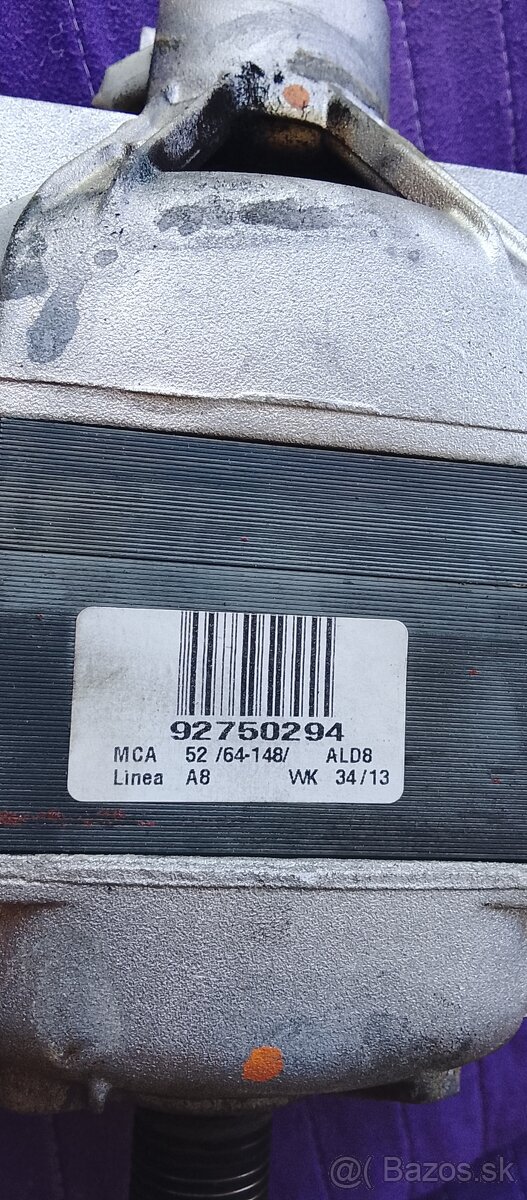 92750294
MCA 52 /64-148/ ALD8
Linea A8 WK 34/13
@( Bazos.sk